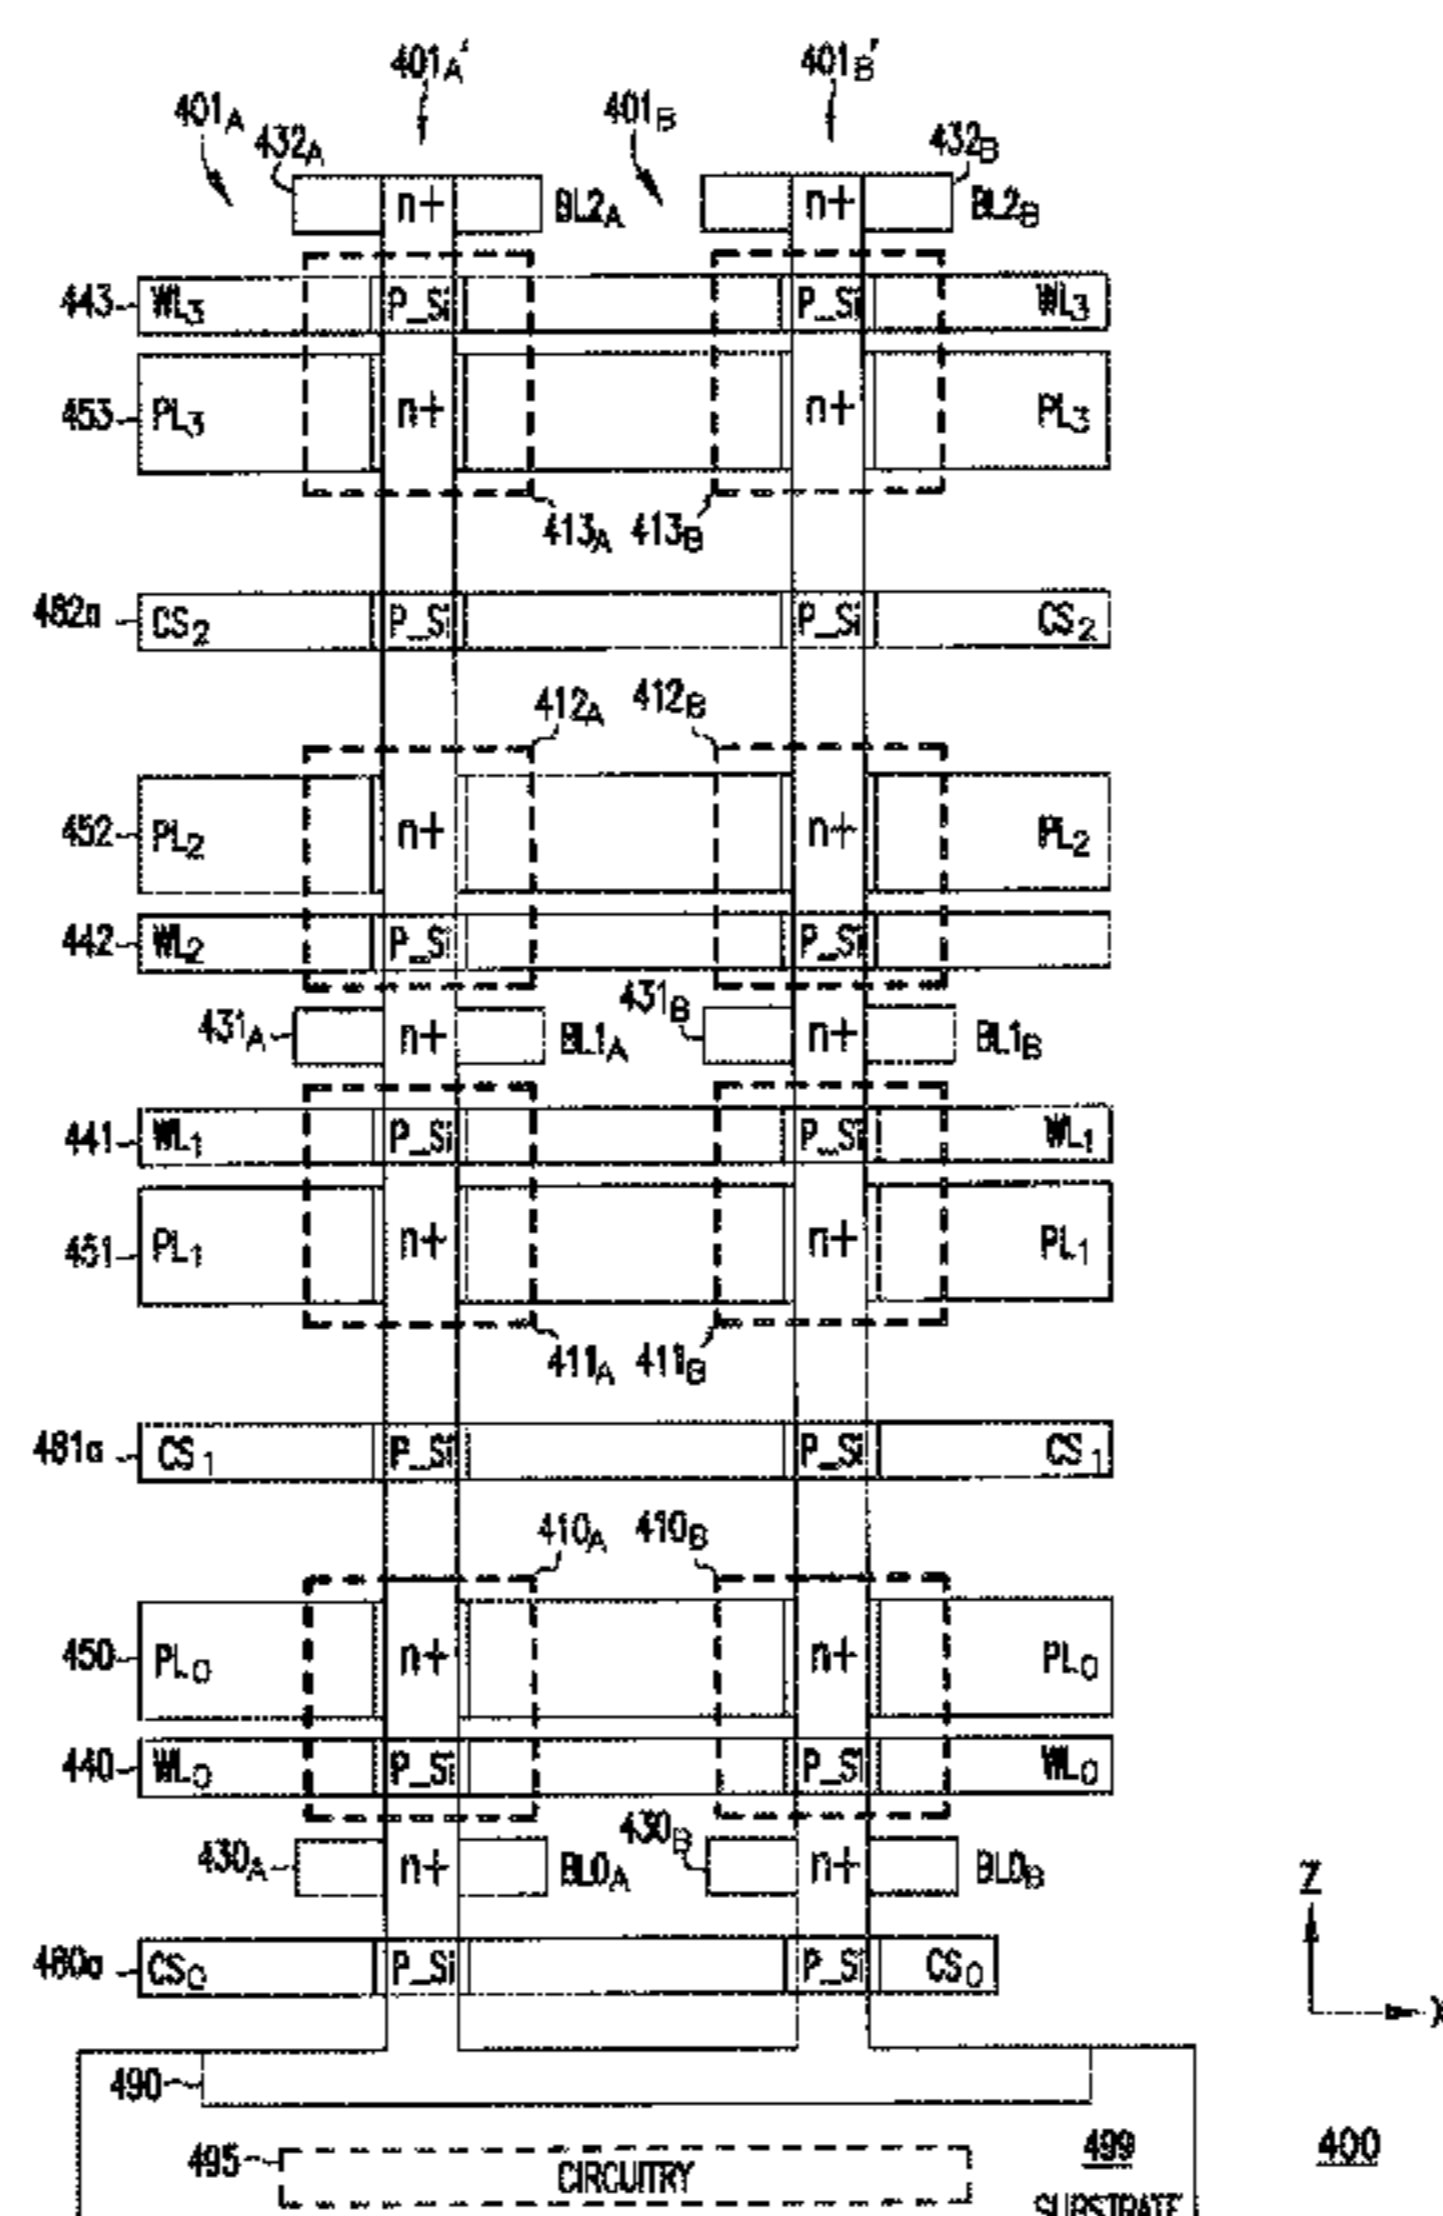 401A' 401B'
401A 432A 401B 432B
n+ BL2A n+ BL2B
443 WL3 P_Si P_Si WL3
453 PL3 n+ n+ PL3
413A 413B
482a CS2 P_Si P_Si CS2
412A 412B
452 PL2 n+ n+ PL2
442 WL2 P_Si P_Si
431A n+ BL1A 431B n+ BL1B
441 WL1 P_Si P_Si WL1
451 PL1 n+ n+ PL1
411A 411B
481a CS1 P_Si P_Si CS1
410A 410B
450 PL0 n+ n+ PL0
440 WL0 P_Si P_Si WL0
430A n+ BL0A 430B n+ BL0B
480a CS0 P_Si P_Si CS0
Z
X
490
495 CIRCUITRY 499 400
SUBSTRATE